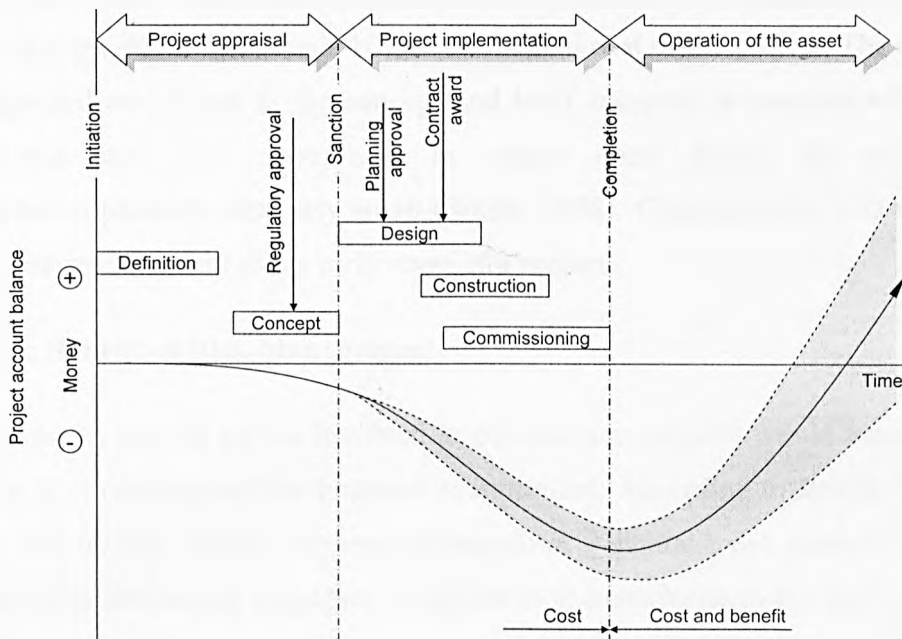 Project appraisal
Project implementation
Operation of the asset
Initiation
Regulatory approval
Sanction
Planning
approval
Contract
award
Completion
Design
Definition
Construction
Concept
Commissioning
Project account balance
Money
+
-
Time
Cost
Cost and benefit